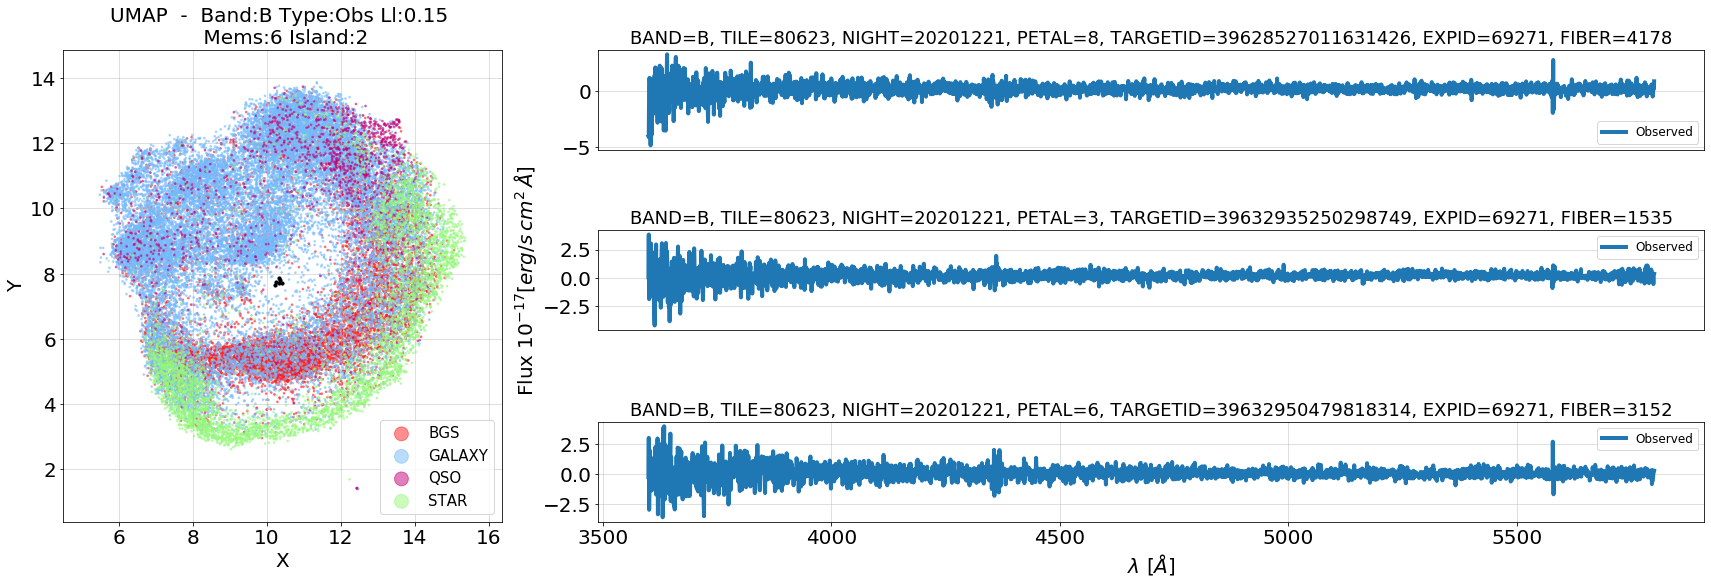 UMAP - Band:B Type:Obs Ll:0.15
Mems:6 Island:2
14
12
10
8
6
4
2
Y
6
8
10
12
14
16
X
BGS
GALAXY
QSO
STAR
Flux 10⁻¹⁷[erg/s cm² Å]
BAND=B, TILE=80623, NIGHT=20201221, PETAL=8, TARGETID=39628527011631426, EXPID=69271, FIBER=4178
0
−5
Observed
BAND=B, TILE=80623, NIGHT=20201221, PETAL=3, TARGETID=39632935250298749, EXPID=69271, FIBER=1535
2.5
0.0
−2.5
Observed
BAND=B, TILE=80623, NIGHT=20201221, PETAL=6, TARGETID=39632950479818314, EXPID=69271, FIBER=3152
2.5
0.0
−2.5
Observed
3500
4000
4500
5000
5500
λ [Å]